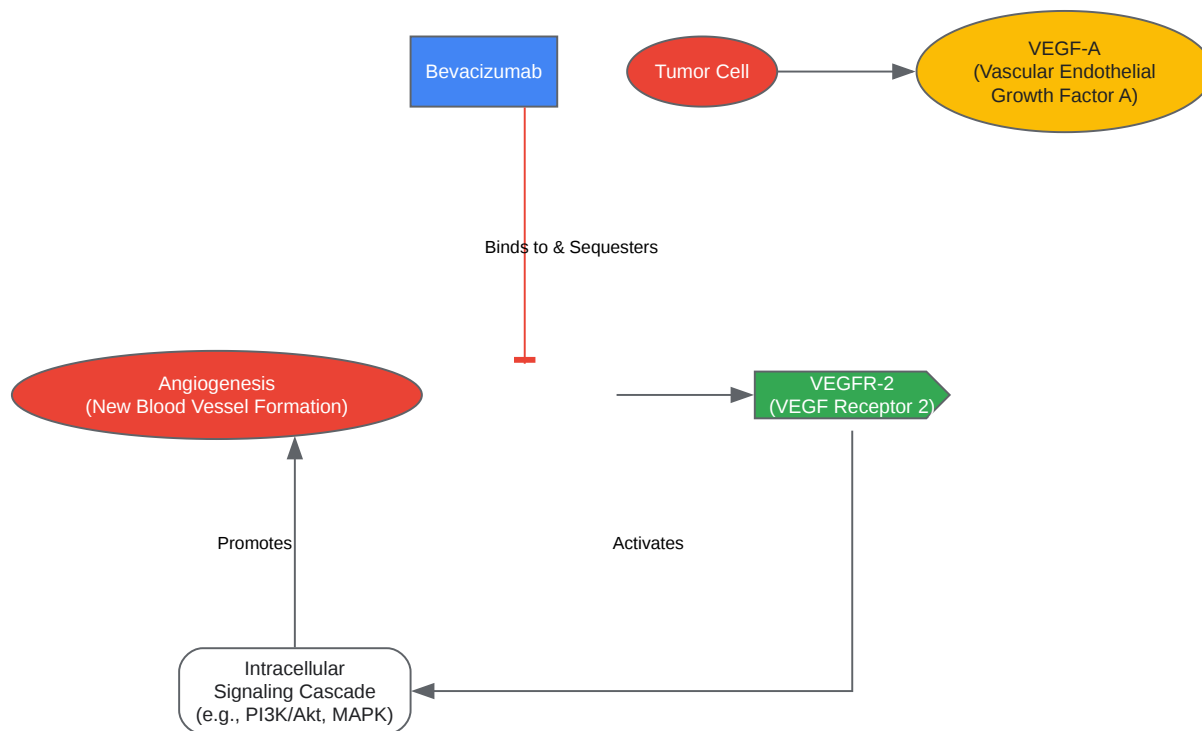 Bevacizumab
Tumor Cell
VEGF-A
(Vascular Endothelial
Growth Factor A)
Binds to & Sequesters
Angiogenesis
(New Blood Vessel Formation)
VEGFR-2
(VEGF Receptor 2)
Promotes
Activates
Intracellular
Signaling Cascade
(e.g., PI3K/Akt, MAPK)